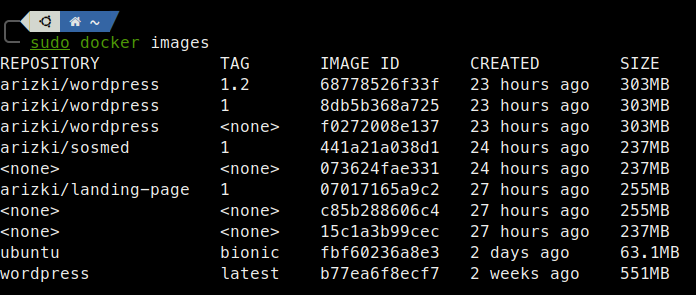 ~
sudo docker images
REPOSITORY TAG IMAGE ID CREATED SIZE
arizki/wordpress 1.2 68778526f33f 23 hours ago 303MB
arizki/wordpress 1 8db5b368a725 23 hours ago 303MB
arizki/wordpress <none> f0272008e137 23 hours ago 303MB
arizki/sosmed 1 441a21a038d1 24 hours ago 237MB
<none> <none> 073624fae331 24 hours ago 237MB
arizki/landing-page 1 07017165a9c2 27 hours ago 255MB
<none> <none> c85b288606c4 27 hours ago 255MB
<none> <none> 15c1a3b99cec 27 hours ago 237MB
ubuntu bionic fbf60236a8e3 2 days ago 63.1MB
wordpress latest b77ea6f8ecf7 2 weeks ago 551MB